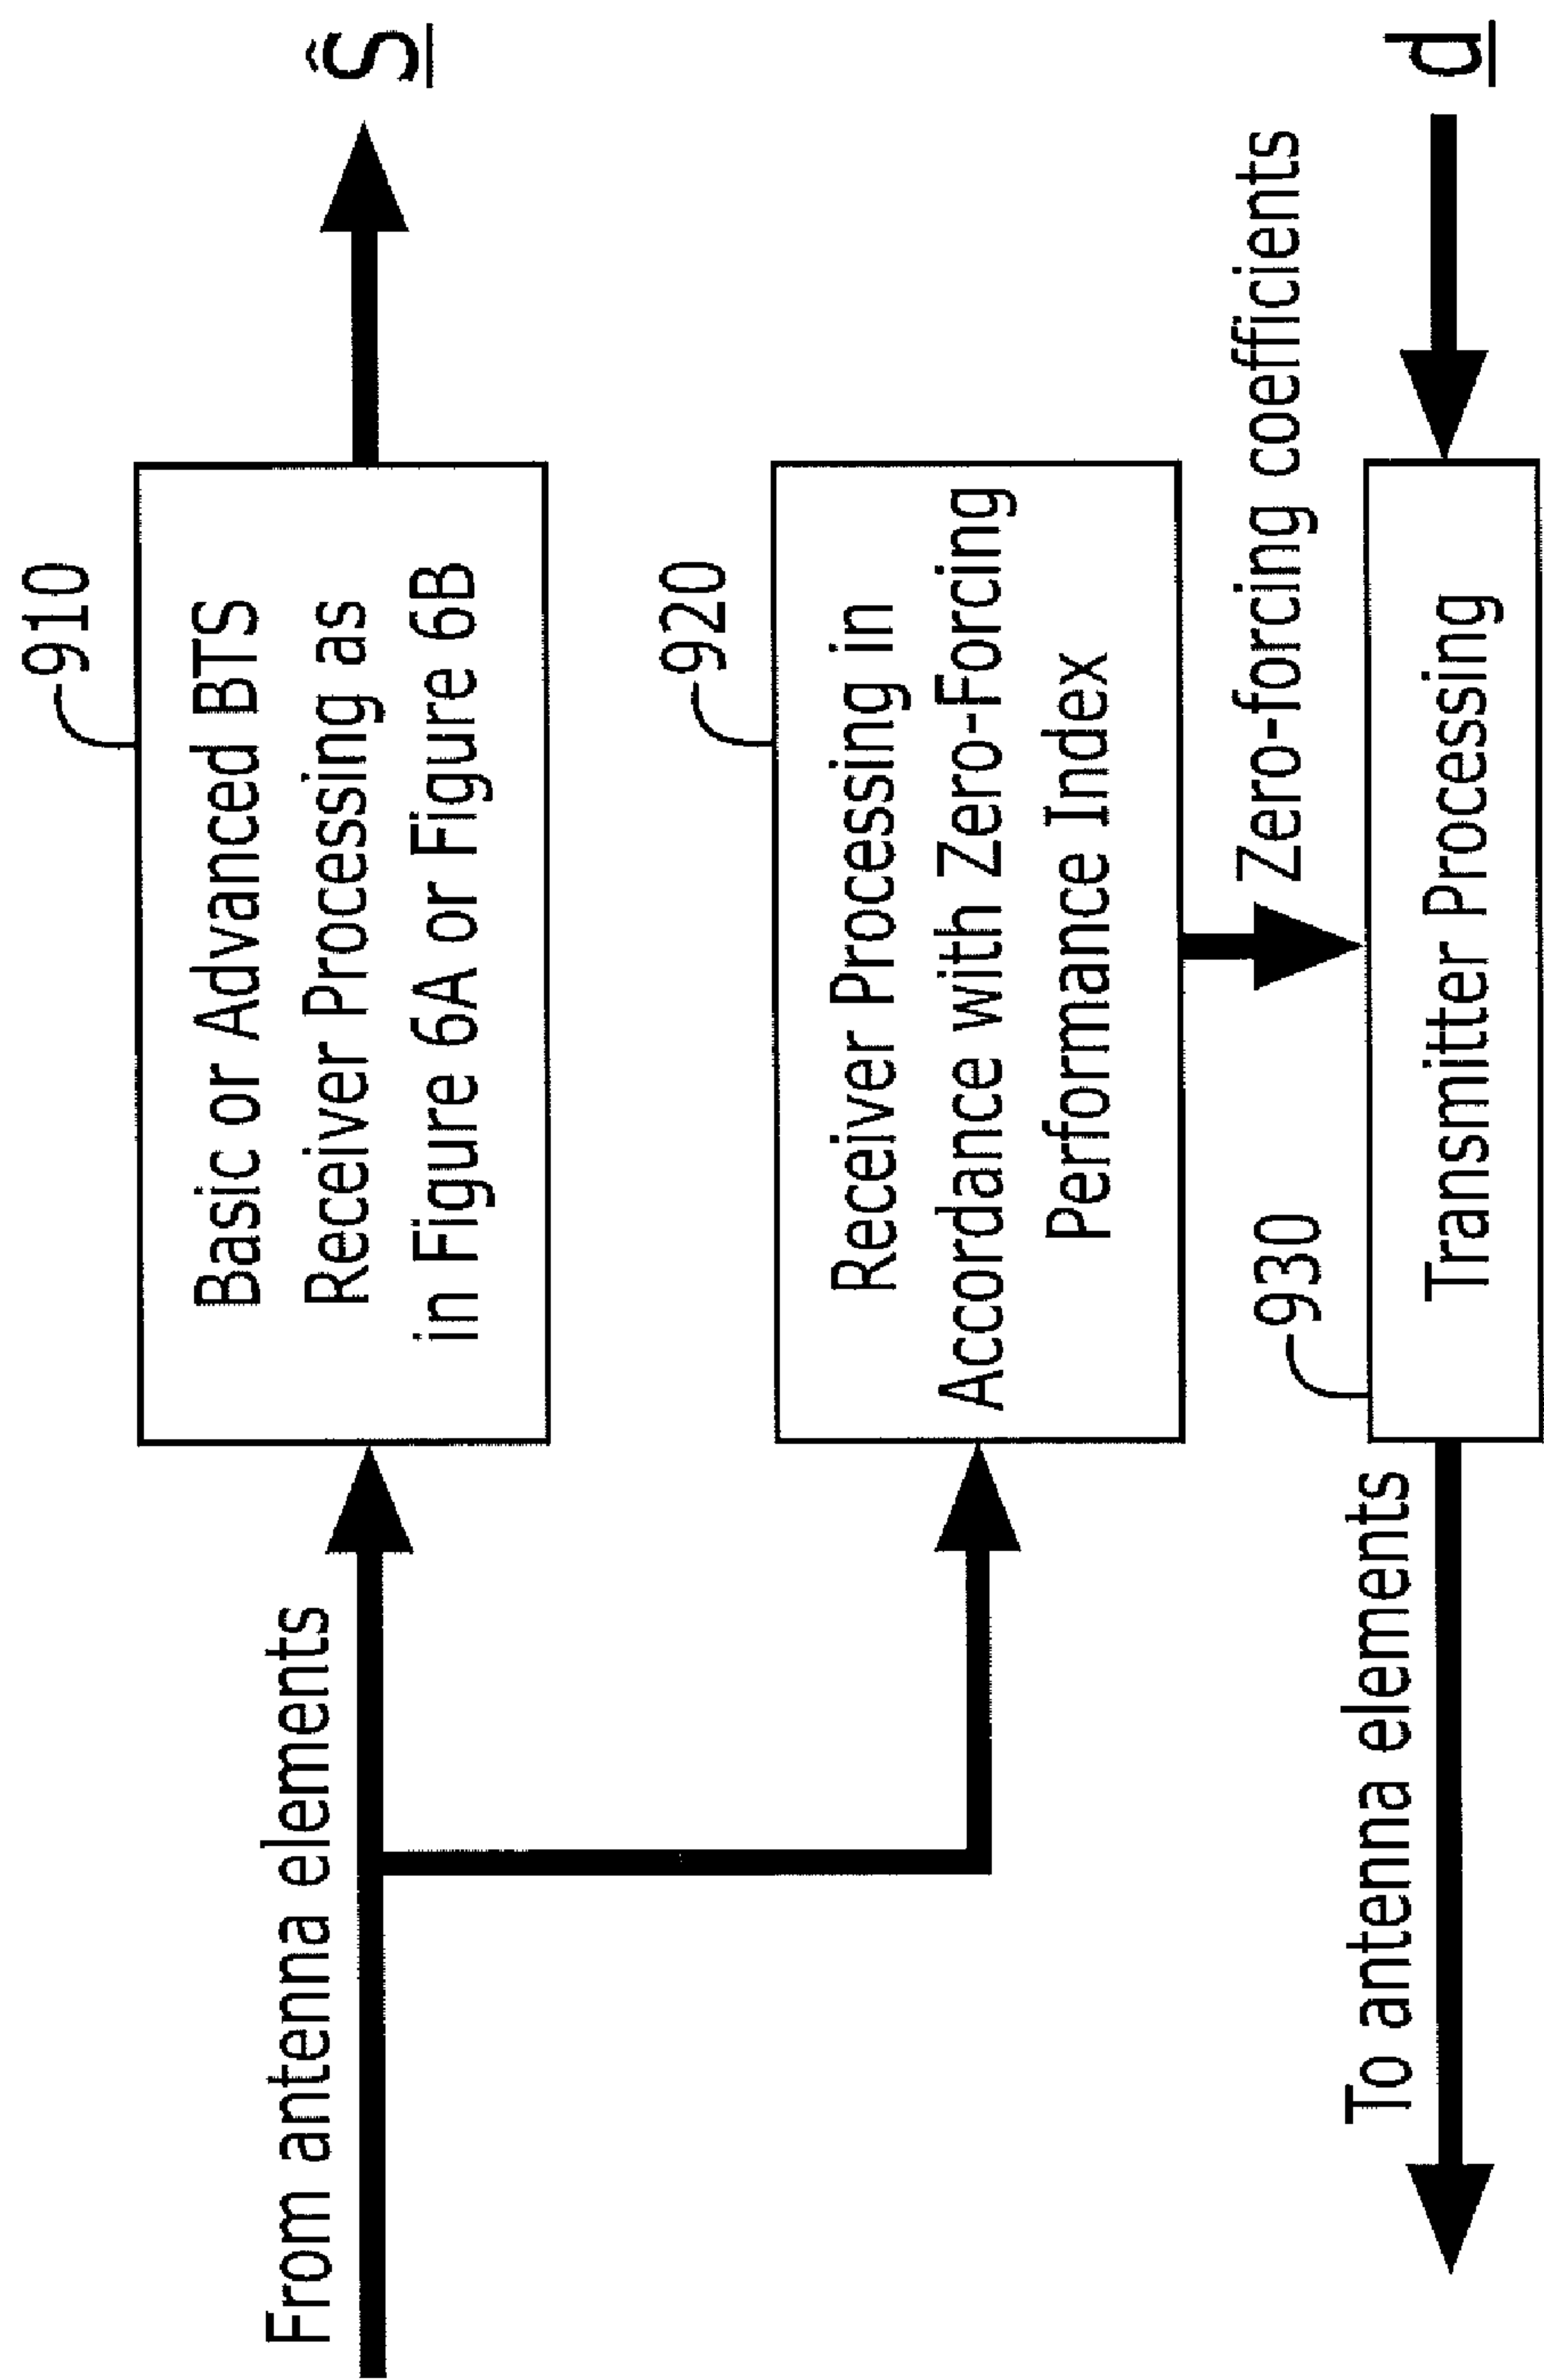 From antenna elements
910
Basic or Advanced BTS
Receiver Processing as
in Figure 6A or Figure 6B
Ŝ
920
Receiver Processing in
Accordance with Zero-Forcing
Performance Index
Zero-forcing coefficients
930
Transmitter Processing
d
To antenna elements